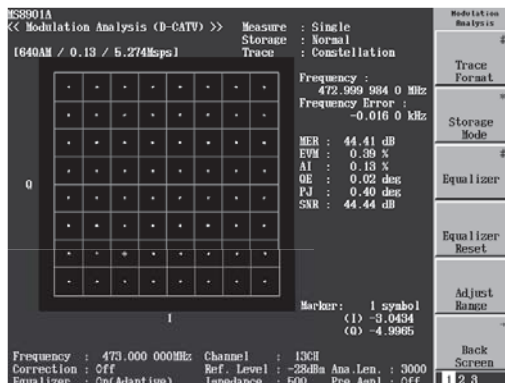 MS8901A
<< Modulation Analysis (D-CATV) >>
Measure : Single
Storage : Normal
[64QAM / 0.13 / 5.274Msps]
Trace : Constellation
Frequency :
472.999 984 0 MHz
Frequency Error :
-0.016 0 kHz
MER : 44.41 dB
EVM : 0.39 %
AI : 0.13 %
QE : 0.02 deg
PJ : 0.40 deg
SNR : 44.44 dB
Q
I
Marker: 1 symbol
(I) -3.0434
(Q) -4.9965
Frequency : 473.000 000MHz Channel : 13CH
Correction : Off Ref. Level : -28dBm Ana.Len. : 3000
Equalizer : On(Adaptive) Impedance : 50Ω Pre Ampl : Off
Modulation
Analysis
#
Trace
Format
*
Storage
Mode
#
Equalizer
Equalizer
Reset
Adjust
Range
Back
Screen
1 2 3